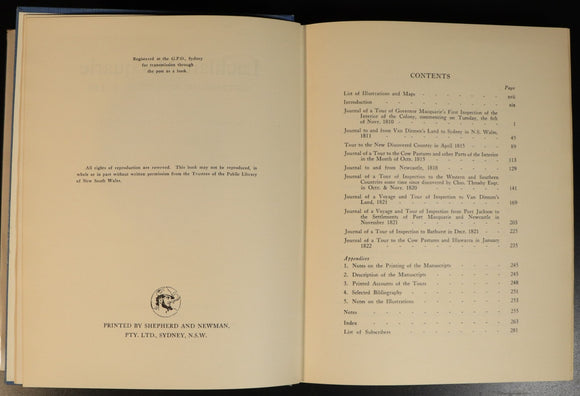 Registered at the G.P.O., Sydney
for transmission through
the post as a book.
All rights of reproduction are reserved. This book may not be reproduced, in
whole or in part without written permission from the Trustees of the Public Library
of New South Wales.
PRINTED BY SHEPHERD AND NEWMAN,
PTY. LTD., SYDNEY, N.S.W.
CONTENTS
Page
List of Illustrations and Maps xvii
Introduction xix
Journal of a Tour of Governor Macquarie's First Inspection of the
Interior of the Colony, commencing on Tuesday, the 6th
of Novr. 1810 1
Journal to and from Van Diemen's Land to Sydney in N.S. Wales,
1811 45
Tour to the New Discovered Country in April 1815 89
Journal of a Tour to the Cow Pastures and other Parts of the Interior
in the Month of Octr. 1815 113
Journal to and from Newcastle, 1818 129
Journal of a Tour of Inspection to the Western and Southern
Countries some time since discovered by Chas. Throsby Esqr.
in Octr. & Novr. 1820 141
Journal of a Voyage and Tour of Inspection to Van Diemen's
Land, 1821 169
Journal of a Voyage and Tour of Inspection from Port Jackson to
the Settlements of Port Macquarie and Newcastle in
November 1821 203
Journal of a Tour of Inspection to Bathurst in Decr. 1821 225
Journal of a Tour to the Cow Pastures and Illawarra in January
1822 235
Appendices
1. Notes on the Printing of the Manuscripts 245
2. Description of the Manuscripts 245
3. Printed Accounts of the Tours 248
4. Selected Bibliography 251
5. Notes on the Illustrations 251
Notes 255
Index 263
List of Subscribers 281